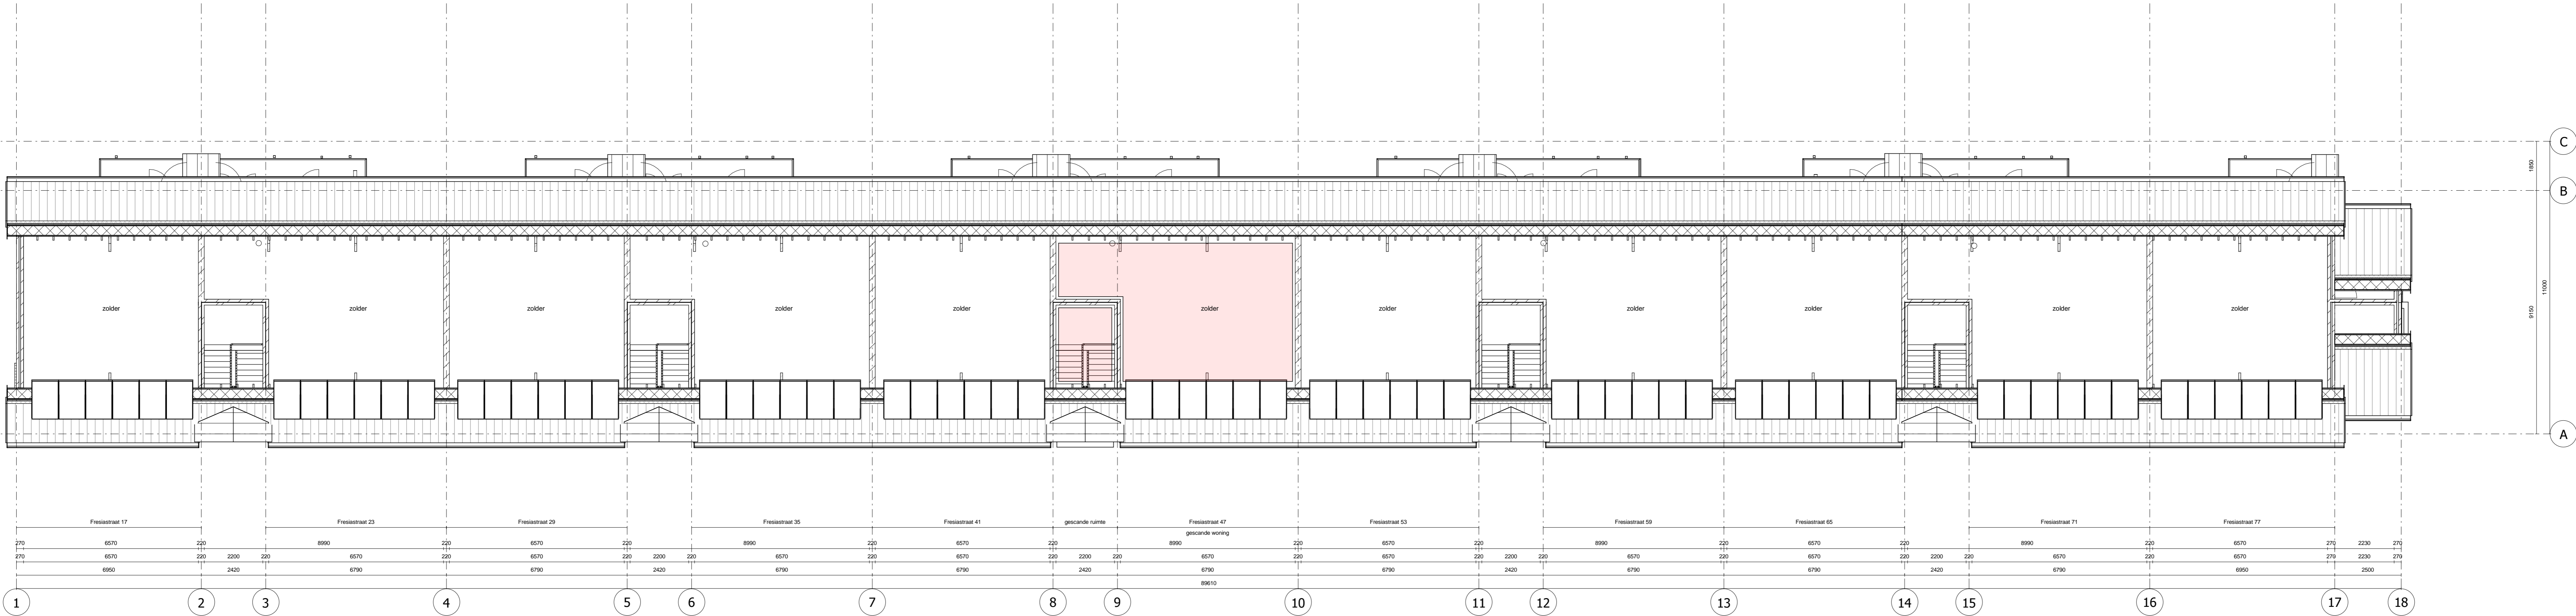 C
1850
B
11000
9150
A
zolder zolder zolder zolder zolder zolder zolder zolder zolder zolder zolder
Fresiastraat 17 Fresiastraat 23 Fresiastraat 29 Fresiastraat 35 Fresiastraat 41 gescande ruimte Fresiastraat 47 Fresiastraat 53 Fresiastraat 59 Fresiastraat 65 Fresiastraat 71 Fresiastraat 77
gescande woning
270 6570 220 8990 220 6570 220 8990 220 6570 220 8990 220 6570 220 8990 220 6570 220 8990 220 6570 270 2230 270
270 6570 220 2200 220 6570 220 6570 220 2200 220 6570 220 6570 220 2200 220 6570 220 6570 220 2200 220 6570 220 6570 220 2200 220 6570 220 6570 270 2230 270
6950 2420 6790 6790 2420 6790 6790 2420 6790 6790 2420 6790 6790 2420 6790 6950 2500
89610
1 2 3 4 5 6 7 8 9 10 11 12 13 14 15 16 17 18